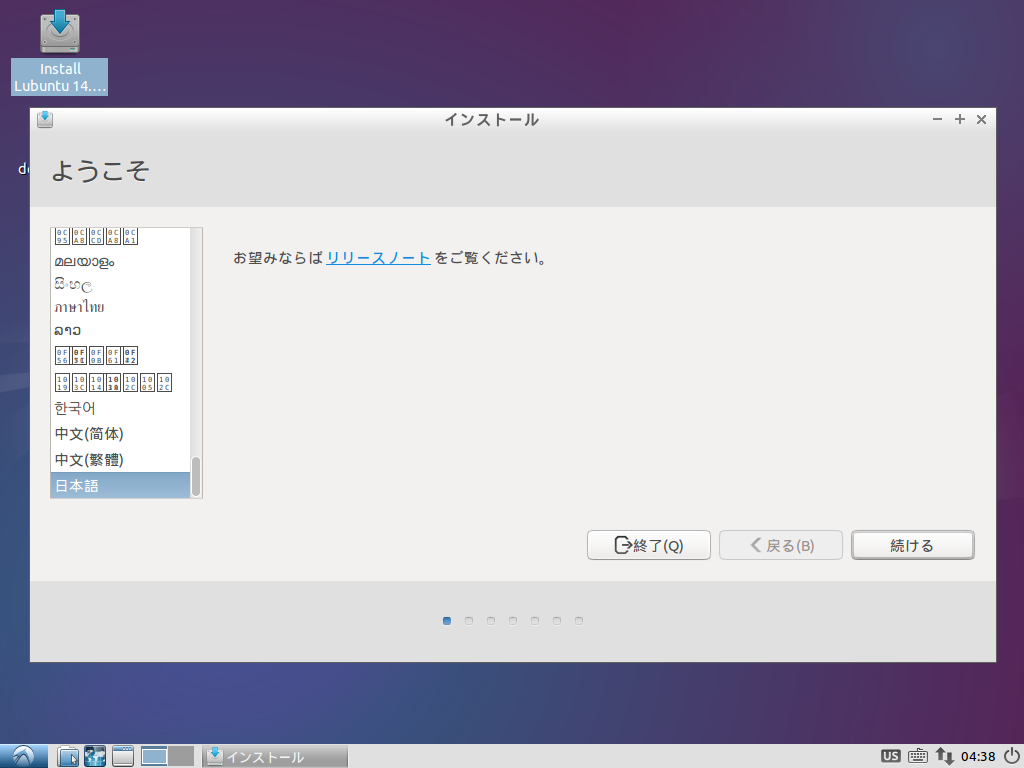 Install
Lubuntu 14....
インストール
ようこそ
മലയാളം
සිංහල
ภาษาไทย
ລາວ
한국어
中文(简体)
中文(繁體)
日本語
お望みならばリリースノートをご覧ください。
終了(Q)
戻る(B)
続ける
インストール
US
04:38